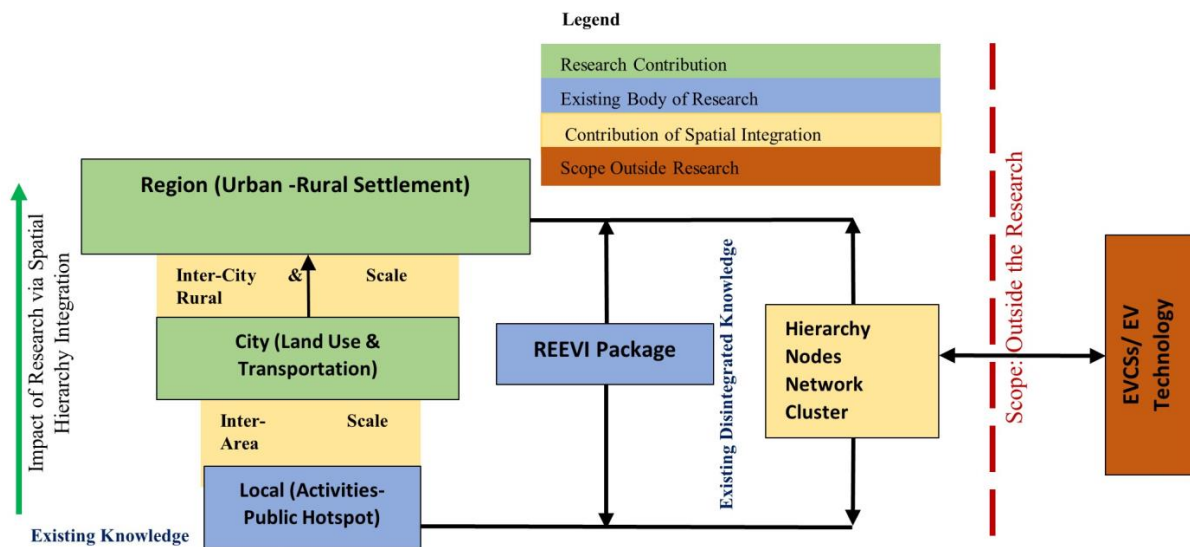 Legend
Research Contribution
Existing Body of Research
Contribution of Spatial Integration
Scope Outside Research
Impact of Research via Spatial
Hierarchy Integration
Region (Urban -Rural Settlement)
Inter-City & Scale
Rural
City (Land Use &
Transportation)
Inter- Scale
Area
Local (Activities-
Public Hotspot)
Existing Knowledge
REEVI Package
Existing Disintegrated Knowledge
Hierarchy
Nodes
Network
Cluster
Scope: Outside the Research
EVCSs/ EV
Technology